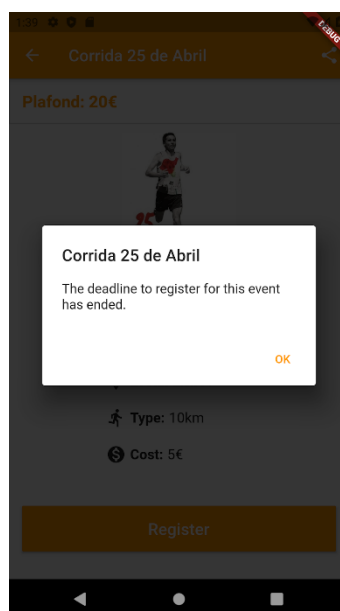 1:39
DEBUG
Corrida 25 de Abril
Plafond: 20€
25
Corrida 25 de Abril
The deadline to register for this event
has ended.
OK
Type: 10km
Cost: 5€
Register